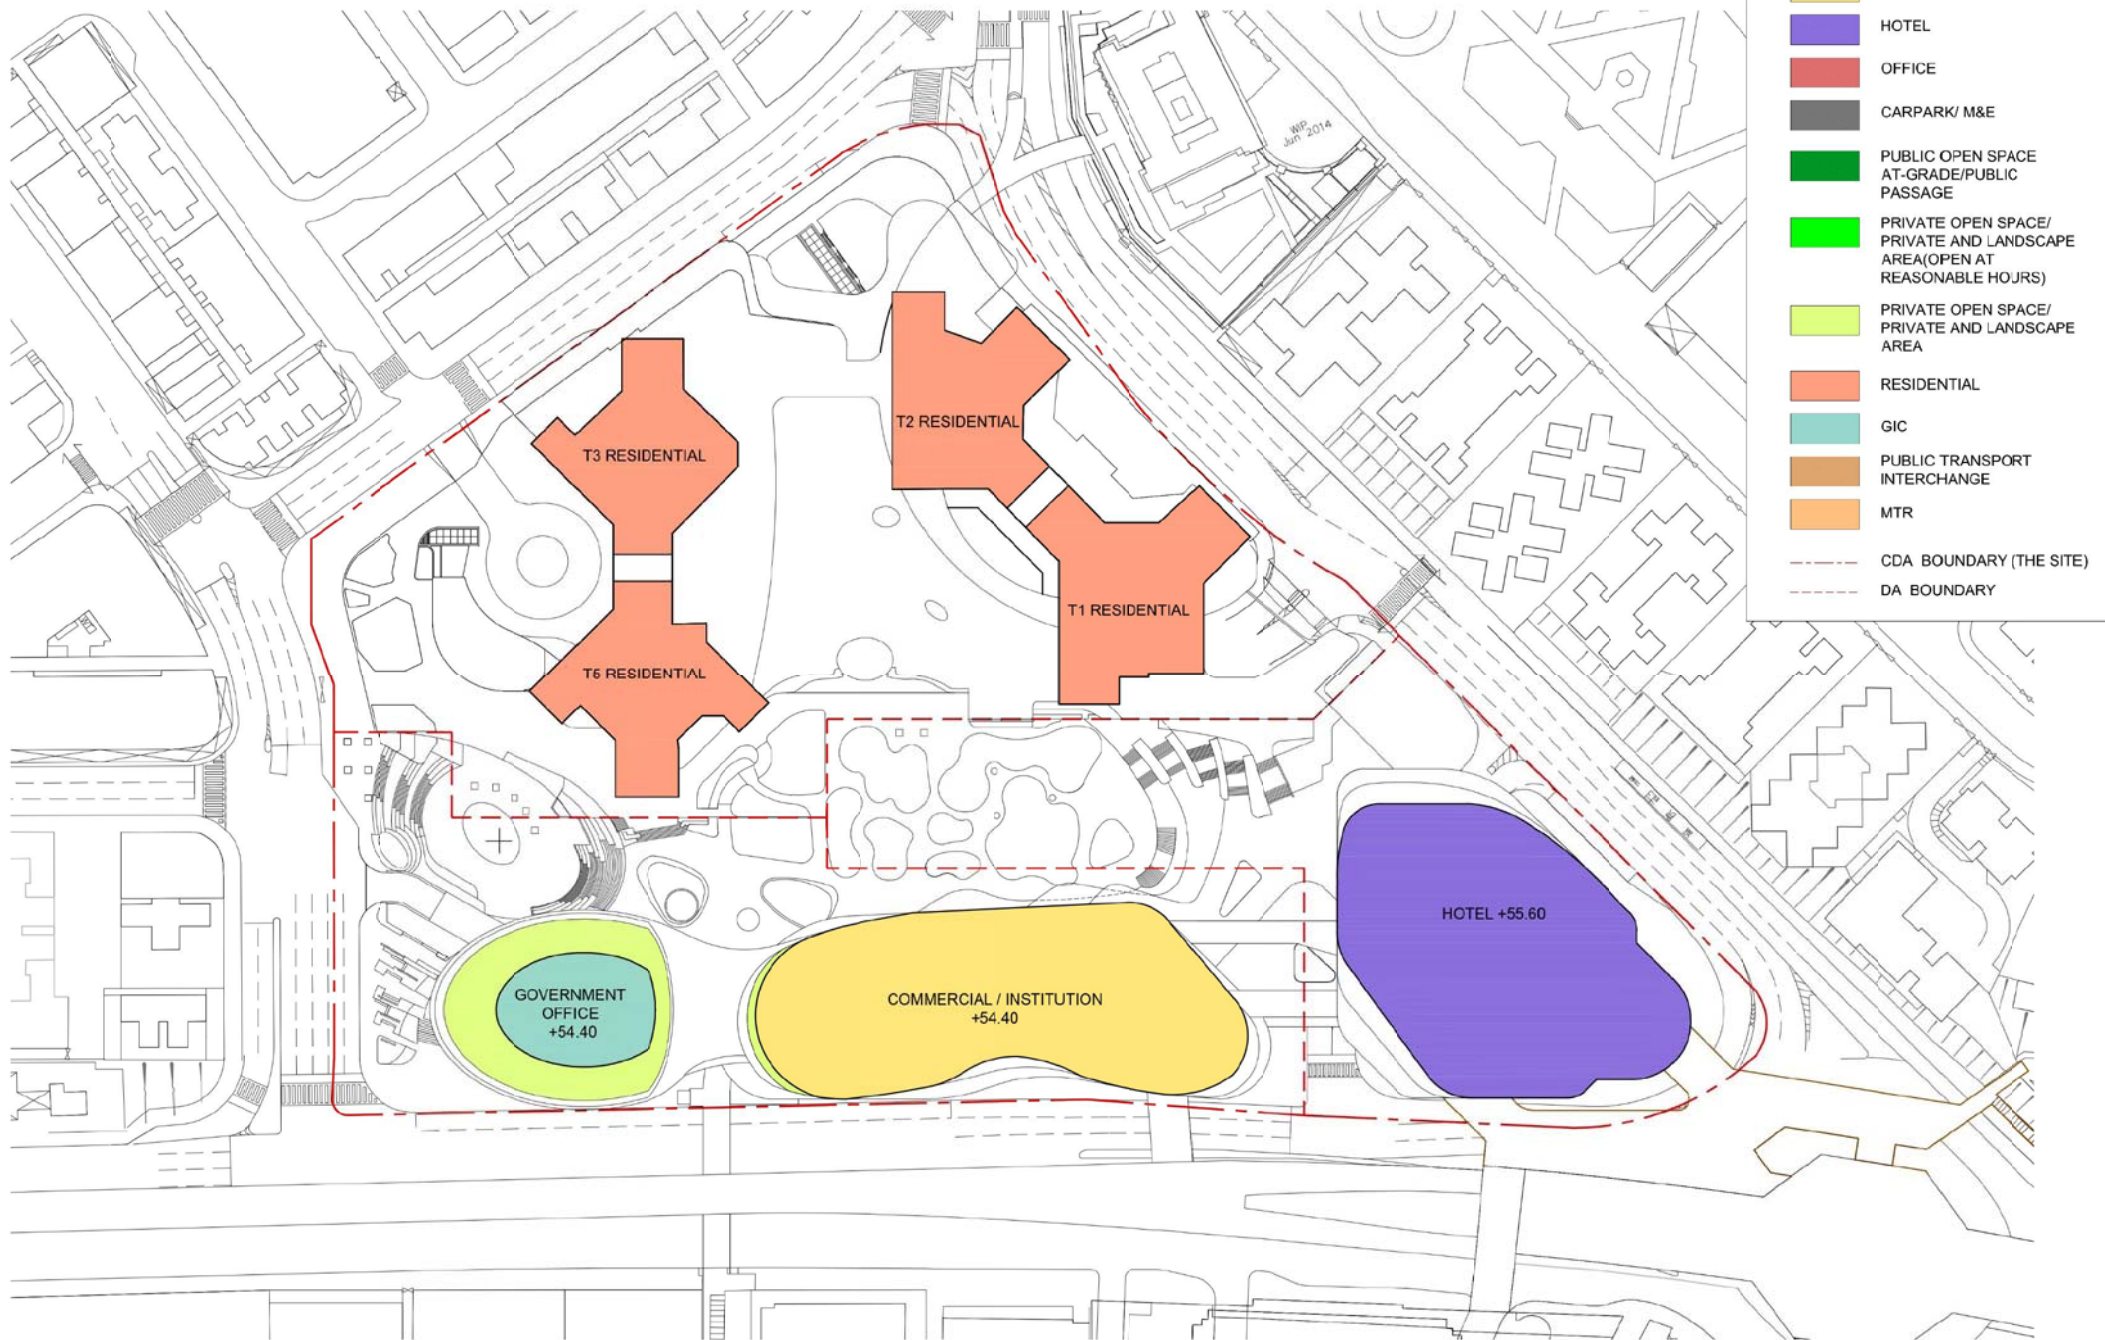 HOTEL
OFFICE
CARPARK/ M&E
PUBLIC OPEN SPACE
AT-GRADE/PUBLIC
PASSAGE
PRIVATE OPEN SPACE/
PRIVATE AND LANDSCAPE
AREA(OPEN AT
REASONABLE HOURS)
PRIVATE OPEN SPACE/
PRIVATE AND LANDSCAPE
AREA
RESIDENTIAL
GIC
PUBLIC TRANSPORT
INTERCHANGE
MTR
CDA BOUNDARY (THE SITE)
DA BOUNDARY
WIP
Jun 2014
T2 RESIDENTIAL
T3 RESIDENTIAL
T1 RESIDENTIAL
T5 RESIDENTIAL
HOTEL +55.60
GOVERNMENT
OFFICE
+54.40
COMMERCIAL / INSTITUTION
+54.40